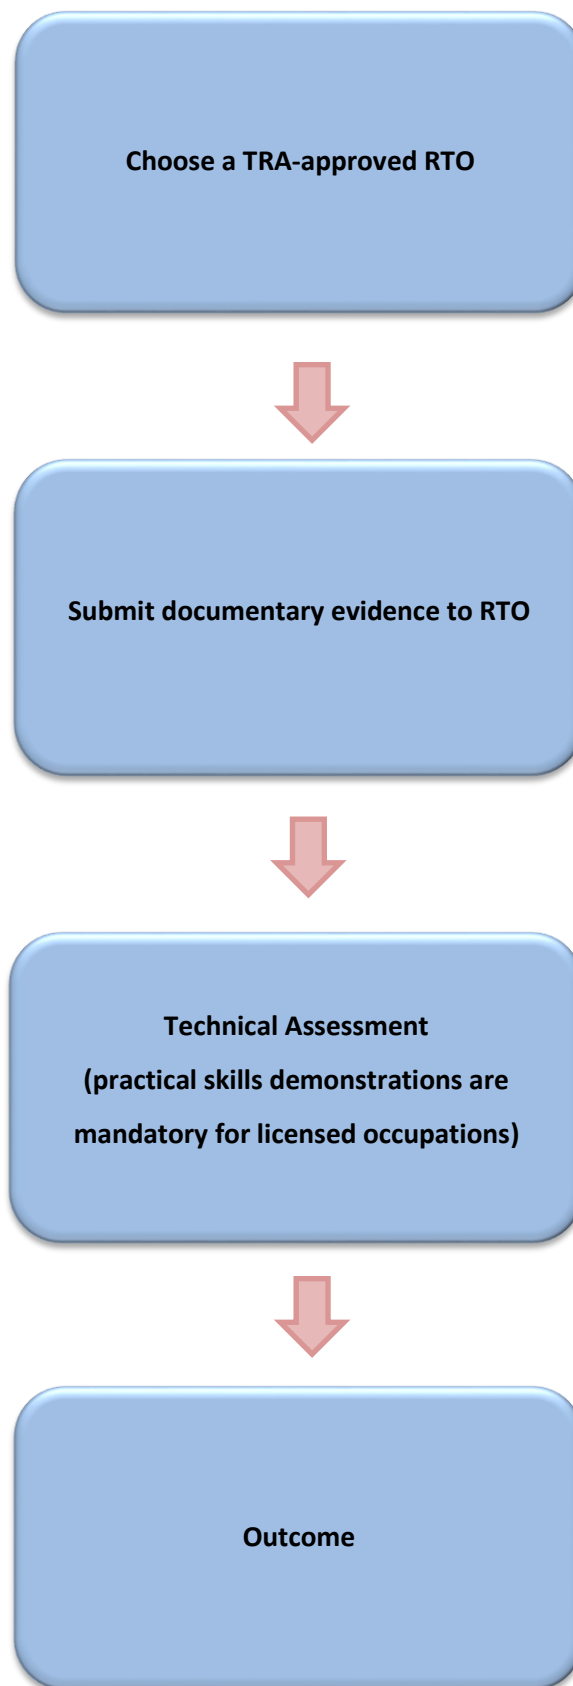 Choose a TRA-approved RTO
Submit documentary evidence to RTO
Technical Assessment
(practical skills demonstrations are
mandatory for licensed occupations)
Outcome